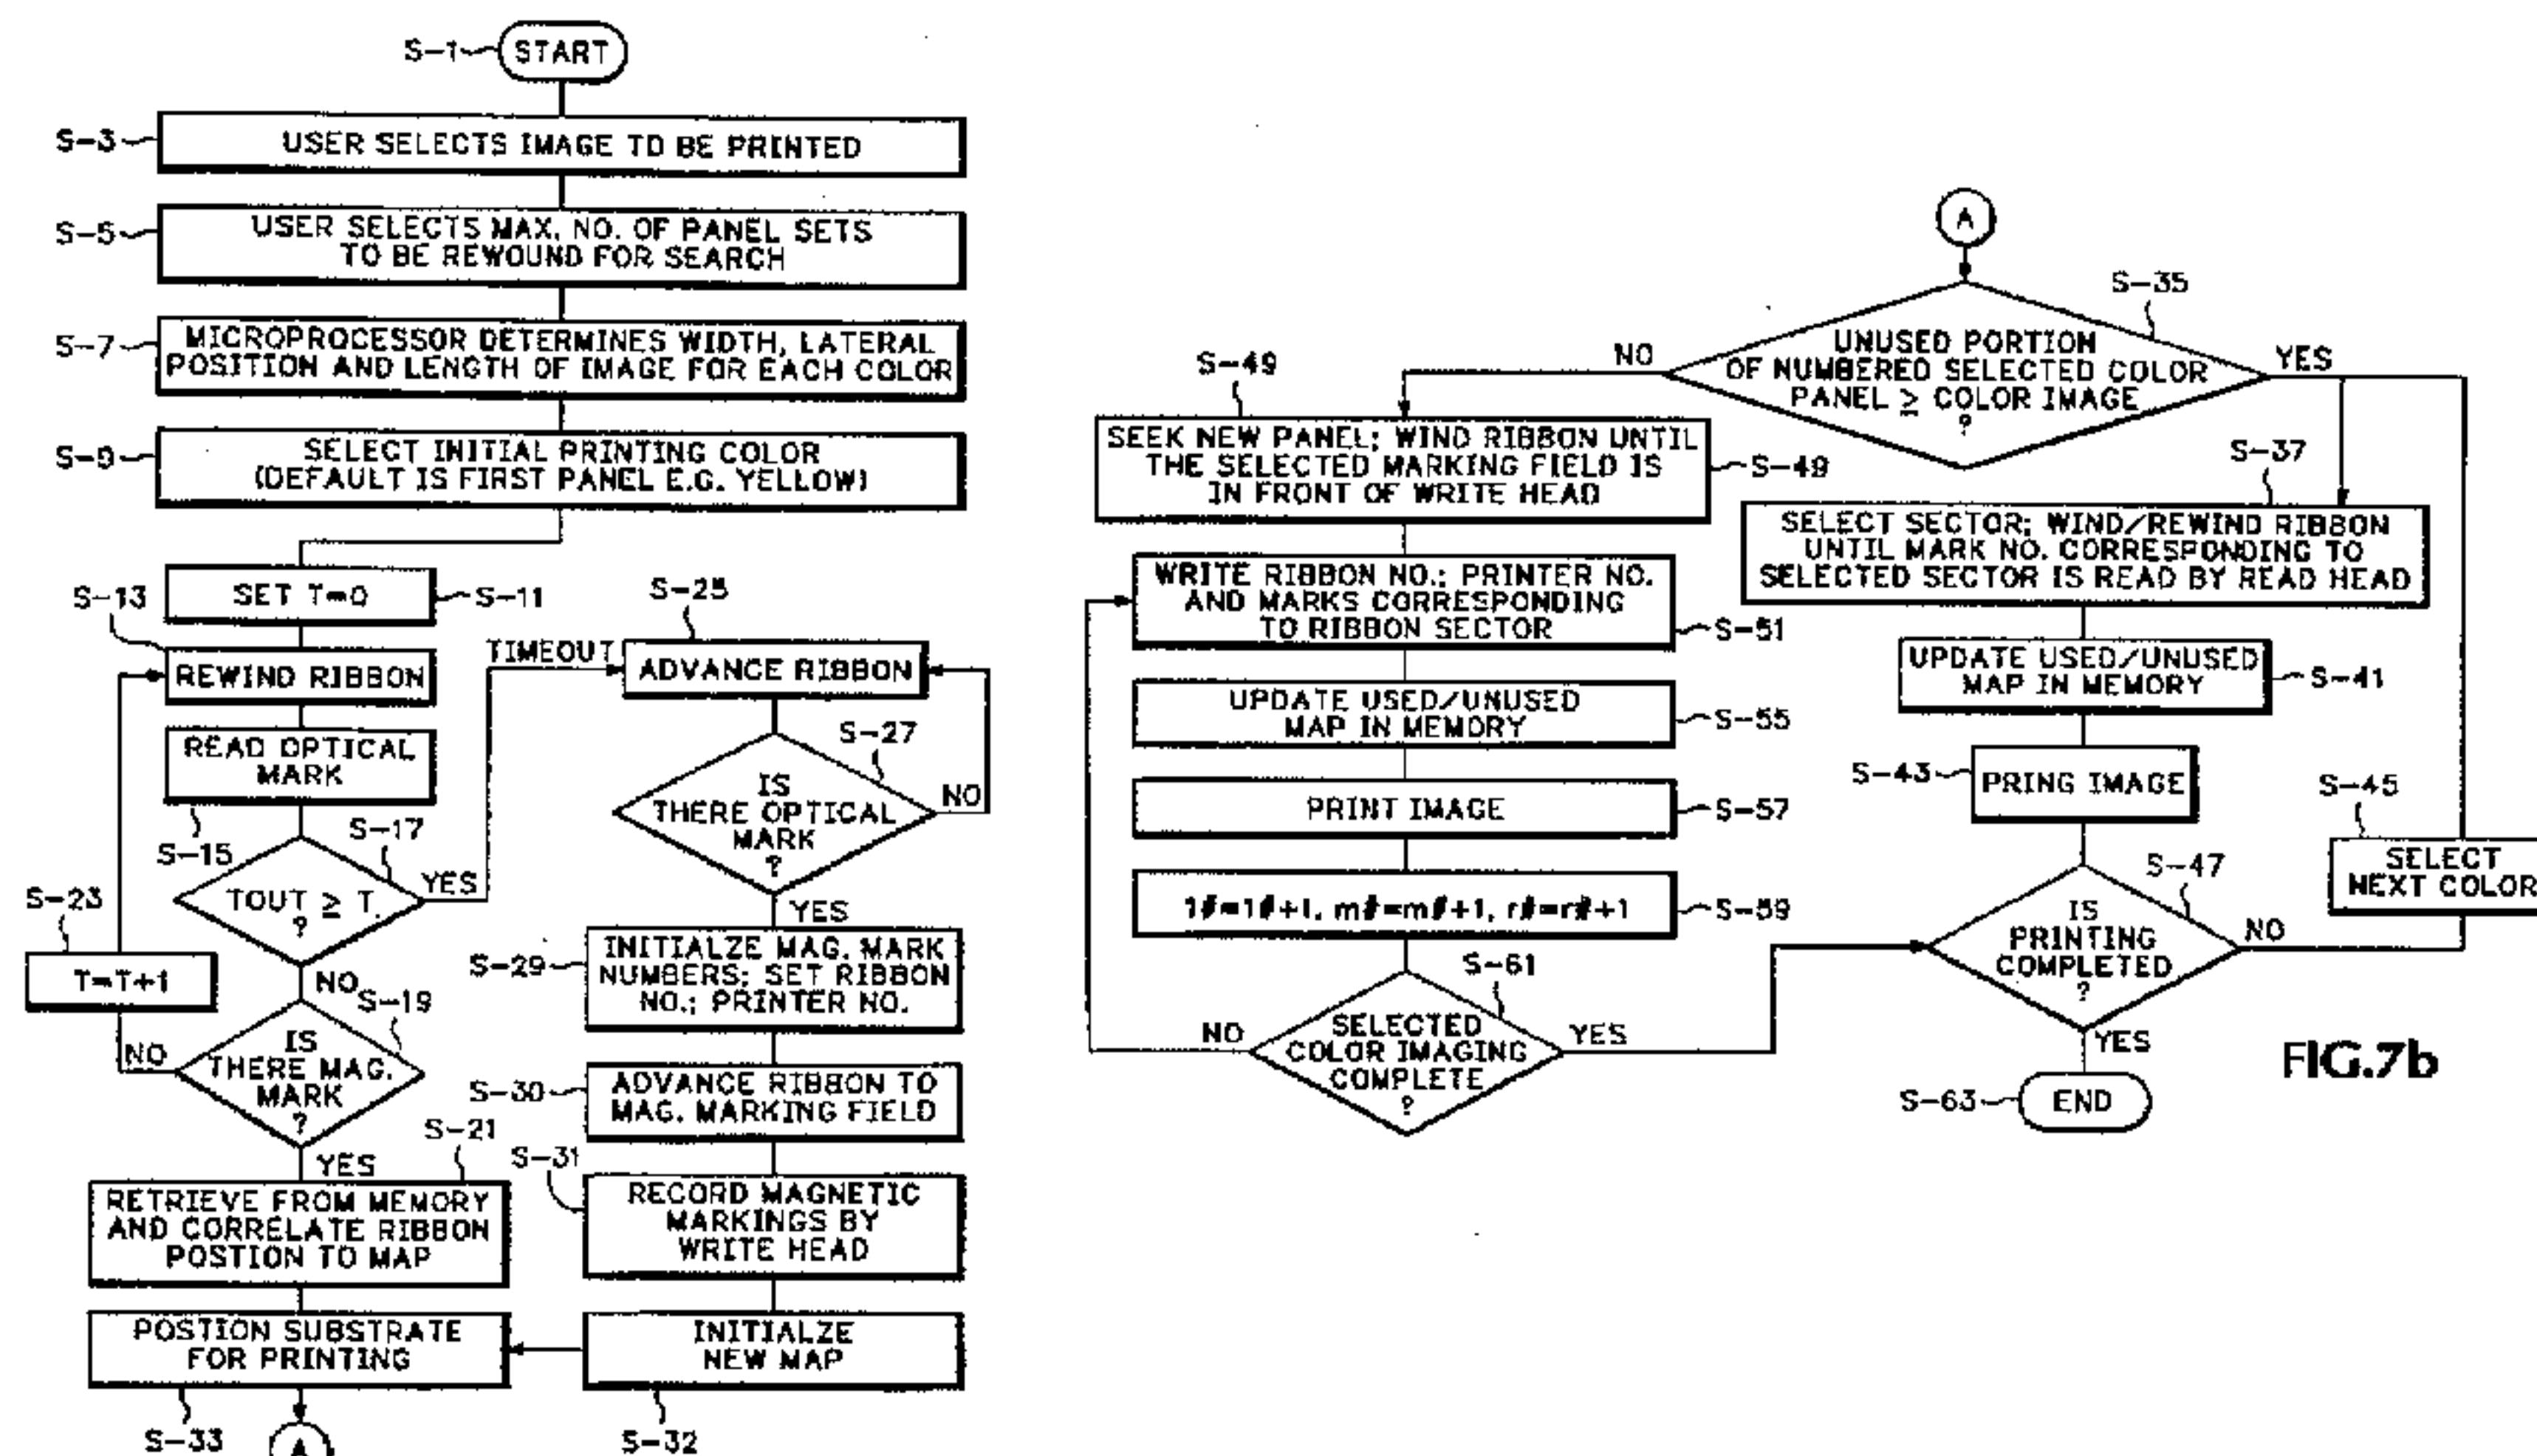 S-1
START
S-3
USER SELECTS IMAGE TO BE PRINTED
S-5
USER SELECTS MAX. NO. OF PANEL SETS
TO BE REWOUND FOR SEARCH
S-7
MICROPROCESSOR DETERMINES WIDTH, LATERAL
POSITION AND LENGTH OF IMAGE FOR EACH COLOR
S-9
SELECT INITIAL PRINTING COLOR
(DEFAULT IS FIRST PANEL E.G. YELLOW)
SET T=0
S-11
S-13
REWIND RIBBON
READ OPTICAL
MARK
S-15
S-17
TOUT ≥ T.
?
YES
TIMEOUT
NO
S-23
T=T+1
S-19
IS
THERE MAG.
MARK
?
NO
YES
S-21
RETRIEVE FROM MEMORY
AND CORRELATE RIBBON
POSTION TO MAP
POSTION SUBSTRATE
FOR PRINTING
S-33
A
S-25
ADVANCE RIBBON
S-27
IS
THERE OPTICAL
MARK
?
NO
YES
S-29
INITIALZE MAG. MARK
NUMBERS; SET RIBBON
NO.; PRINTER NO.
S-30
ADVANCE RIBBON TO
MAG. MARKING FIELD
S-31
RECORD MAGNETIC
MARKINGS BY
WRITE HEAD
INITIALZE
NEW MAP
S-32
A
S-35
UNUSED PORTION
OF NUMBERED SELECTED COLOR
PANEL ≥ COLOR IMAGE
?
NO
YES
S-49
SEEK NEW PANEL; WIND RIBBON UNTIL
THE SELECTED MARKING FIELD IS
IN FRONT OF WRITE HEAD
S-49
WRITE RIBBON NO.; PRINTER NO.
AND MARKS CORRESPONDING
TO RIBBON SECTOR
S-51
UPDATE USED/UNUSED
MAP IN MEMORY
S-55
PRINT IMAGE
S-57
1#=1#+1, m#=m#+1, r#=r#+1
S-59
S-61
SELECTED
COLOR IMAGING
COMPLETE
?
NO
YES
S-37
SELECT SECTOR; WIND/REWIND RIBBON
UNTIL MARK NO. CORRESPONDING TO
SELECTED SECTOR IS READ BY READ HEAD
UPDATE USED/UNUSED
MAP IN MEMORY
S-41
S-43
PRING IMAGE
S-45
SELECT
NEXT COLOR
S-47
IS
PRINTING
COMPLETED
?
NO
YES
S-63
END
FIG.7b